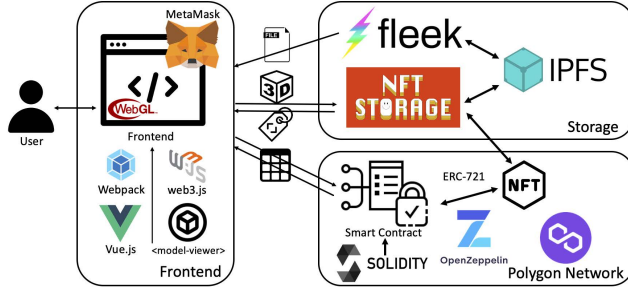 MetaMask
WebGL
Frontend
User
Webpack
web3.js
W3JS
Vue.js
<model-viewer>
Frontend
FILE
3D
fleek
IPFS
NFT
STORAGE
Storage
ERC-721
NFT
Smart Contract
SOLIDITY
OpenZeppelin
Polygon Network